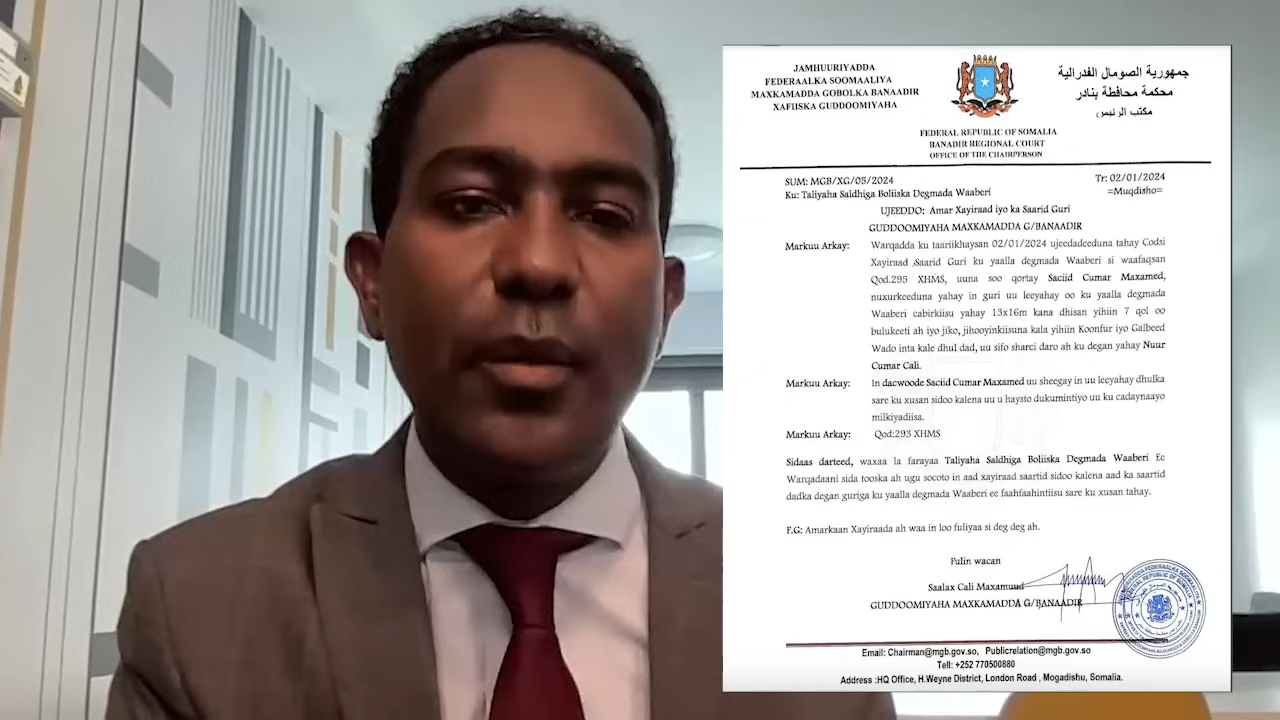 JAMHUURIYADDA
FEDERAALKA SOOMAALIYA
MAXKAMADDA GOBOLKA BANAADIR
XAFIISKA GUDDOOMIYAHA
جمهورية الصومال الفدرالية
محكمة محافظة بنادر
مكتب الرئيس
FEDERAL REPUBLIC OF SOMALIA
BANADIR REGIONAL COURT
OFFICE OF THE CHAIRPERSON
SUM: MGB/XG/05/2024
Tr: 02/01/2024
Ku: Taliyaha Saldhiga Boliiska Degmada Waaberi
=Muqdisho=
UJEEDDO: Amar Xayiraad iyo ka Saarid Guri
GUDDOOMIYAHA MAXKAMADDA G/BANAADIR
Markuu Arkay: Warqadda ku taariikhaysan 02/01/2024 ujeedadeeduna tahay Codsi
Xayiraad ,Saarid Guri ku yaalla degmada Waaberi si waafaqsan
Qod.295 XHMS, uuna soo qortay Saciid Cumar Maxamed,
nuxurkeeduna yahay in guri uu leeyahay oo ku yaalla degmada
Waaberi cabirkiisu yahay 13x16m kana dhisan yihiin 7 qol oo
bulukeeti ah iyo jiko, jihooyinkiisuna kala yihiin Koonfur iyo Galbeed
Wado inta kale dhul dad, uu sifo sharci daro ah ku degan yahay Nuur
Cumar Cali.
Markuu Arkay: In dacwoode Saciid Cumar Maxamed uu sheegay in uu leeyahay dhulka
sare ku xusan sidoo kalena uu u haysto dukumintiyo uu ku cadaynaayo
milkiyadiisa.
Markuu Arkay: Qod:293 XHMS
Sidaas darteed, waxaa la farayaa Taliyaha Saldhiga Boliiska Degmada Waaberi Ee
Warqadaani sida tooska ah ugu socoto in aad xayiraad saartid sidoo kalena aad ka saartid
dadka degan guriga ku yaalla degmada Waaberi ee faahfaahintiisu sare ku xusan tahay.
F.G: Amarkaan Xayiraada ah waa in loo fuliyaa si deg deg ah.
Fulin wacan
Saalax Cali Maxamuud
GUDDOOMIYAHA MAXKAMADDA G/BANAADIR
Email: Chairman@mgb.gov.so, Publicrelation@mgb.gov.so
Tell: +252 770500880
Address :HQ Office, H.Weyne District, London Road , Mogadishu, Somalia.